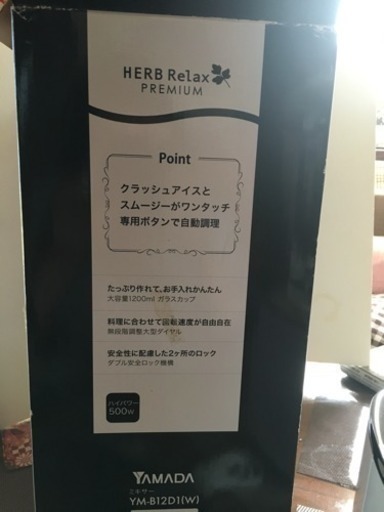 HERB Relax
PREMIUM
Point
クラッシュアイスと
スムージーがワンタッチ
専用ボタンで自動調理
たっぷり作れて、お手入れかんたん
大容量1200ml ガラスカップ
料理に合わせて回転速度が自由自在
無段階調整大型ダイヤル
安全性に配慮した2ヶ所のロック
ダブル安全ロック機構
ハイパワー
500W
YAMADA
ミキサー
YM-B12D1(W)